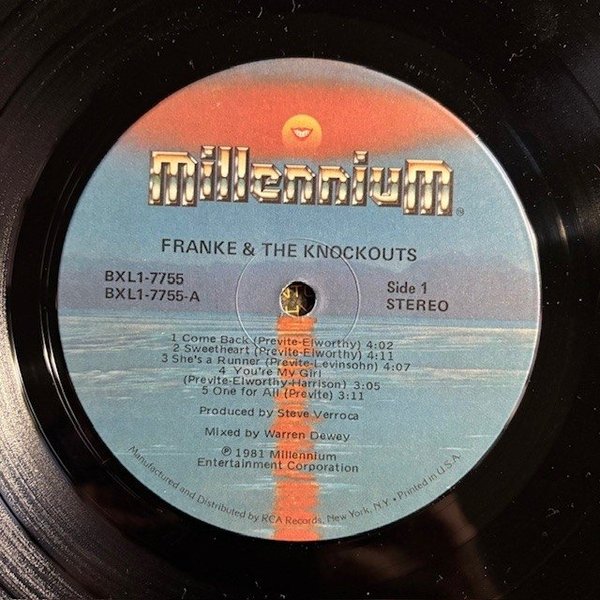 millennium
TM
FRANKE & THE KNOCKOUTS
BXL1-7755
BXL1-7755-A
Side 1
STEREO
1 Come Back (Previte-Elworthy) 4:02
2 Sweetheart (Previte-Elworthy) 4:11
3 She's a Runner (Previte-Levinsohn) 4:07
4 You're My Girl
(Previte-Elworthy-Harrison) 3:05
5 One for All (Previte) 3:11
Produced by Steve Verroca
Mixed by Warren Dewey
℗ 1981 Millennium
Entertainment Corporation
Manufactured and Distributed by RCA Records, New York, N.Y. • Printed in U.S.A.